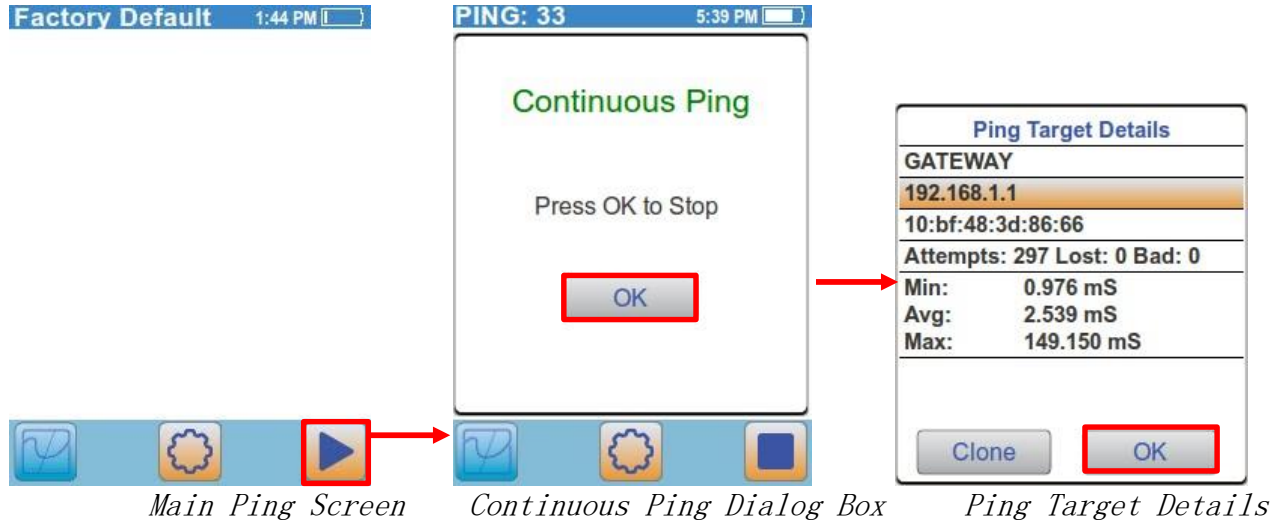 Factory Default 1:44 PM
PING: 33 5:39 PM
Continuous Ping
Press OK to Stop
OK
Ping Target Details
GATEWAY
192.168.1.1
10:bf:48:3d:86:66
Attempts: 297 Lost: 0 Bad: 0
Min: 0.976 mS
Avg: 2.539 mS
Max: 149.150 mS
Clone OK
Main Ping Screen
Continuous Ping Dialog Box
Ping Target Details